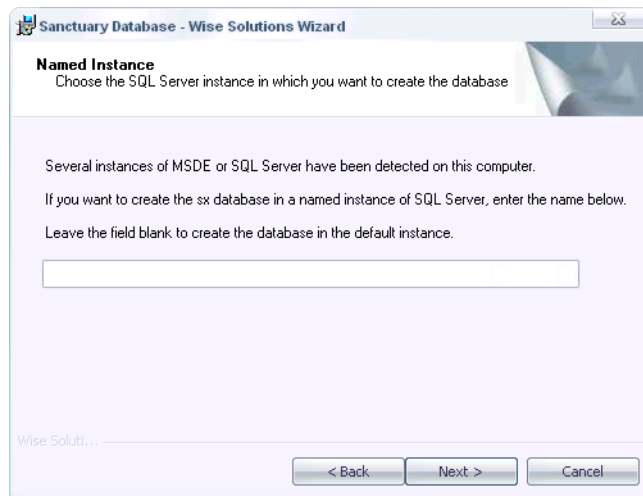 Sanctuary Database - Wise Solutions Wizard
Named Instance
Choose the SQL Server instance in which you want to create the database
Several instances of MSDE or SQL Server have been detected on this computer.
If you want to create the sx database in a named instance of SQL Server, enter the name below.
Leave the field blank to create the database in the default instance.
Wise Soluti...
< Back
Next >
Cancel